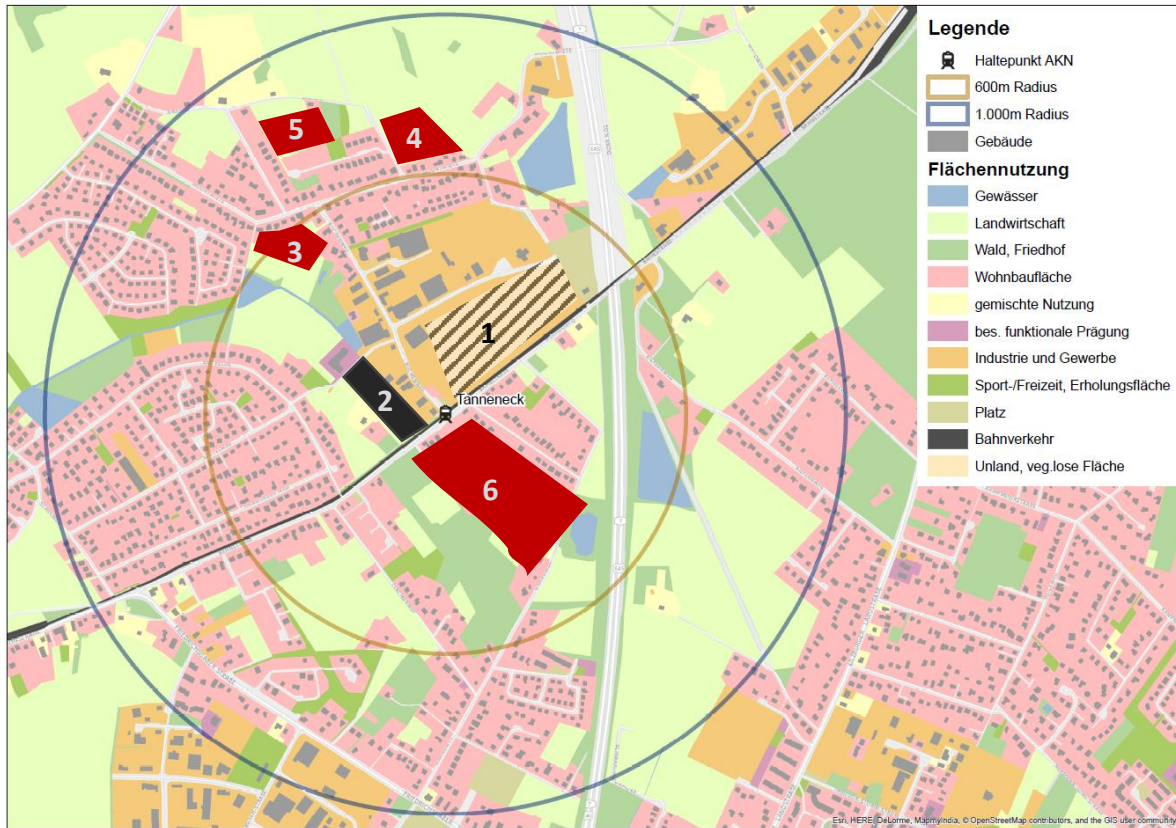 5
4
3
1
2
Tanneneck
6
Legende
Haltepunkt AKN
600m Radius
1.000m Radius
Gebäude
Flächennutzung
Gewässer
Landwirtschaft
Wald, Friedhof
Wohnbaufläche
gemischte Nutzung
bes. funktionale Prägung
Industrie und Gewerbe
Sport-/Freizeit, Erholungsfläche
Platz
Bahnverkehr
Unland, veg.lose Fläche
Esri, HERE, DeLorme, MapmyIndia, © OpenStreetMap contributors, and the GIS user community